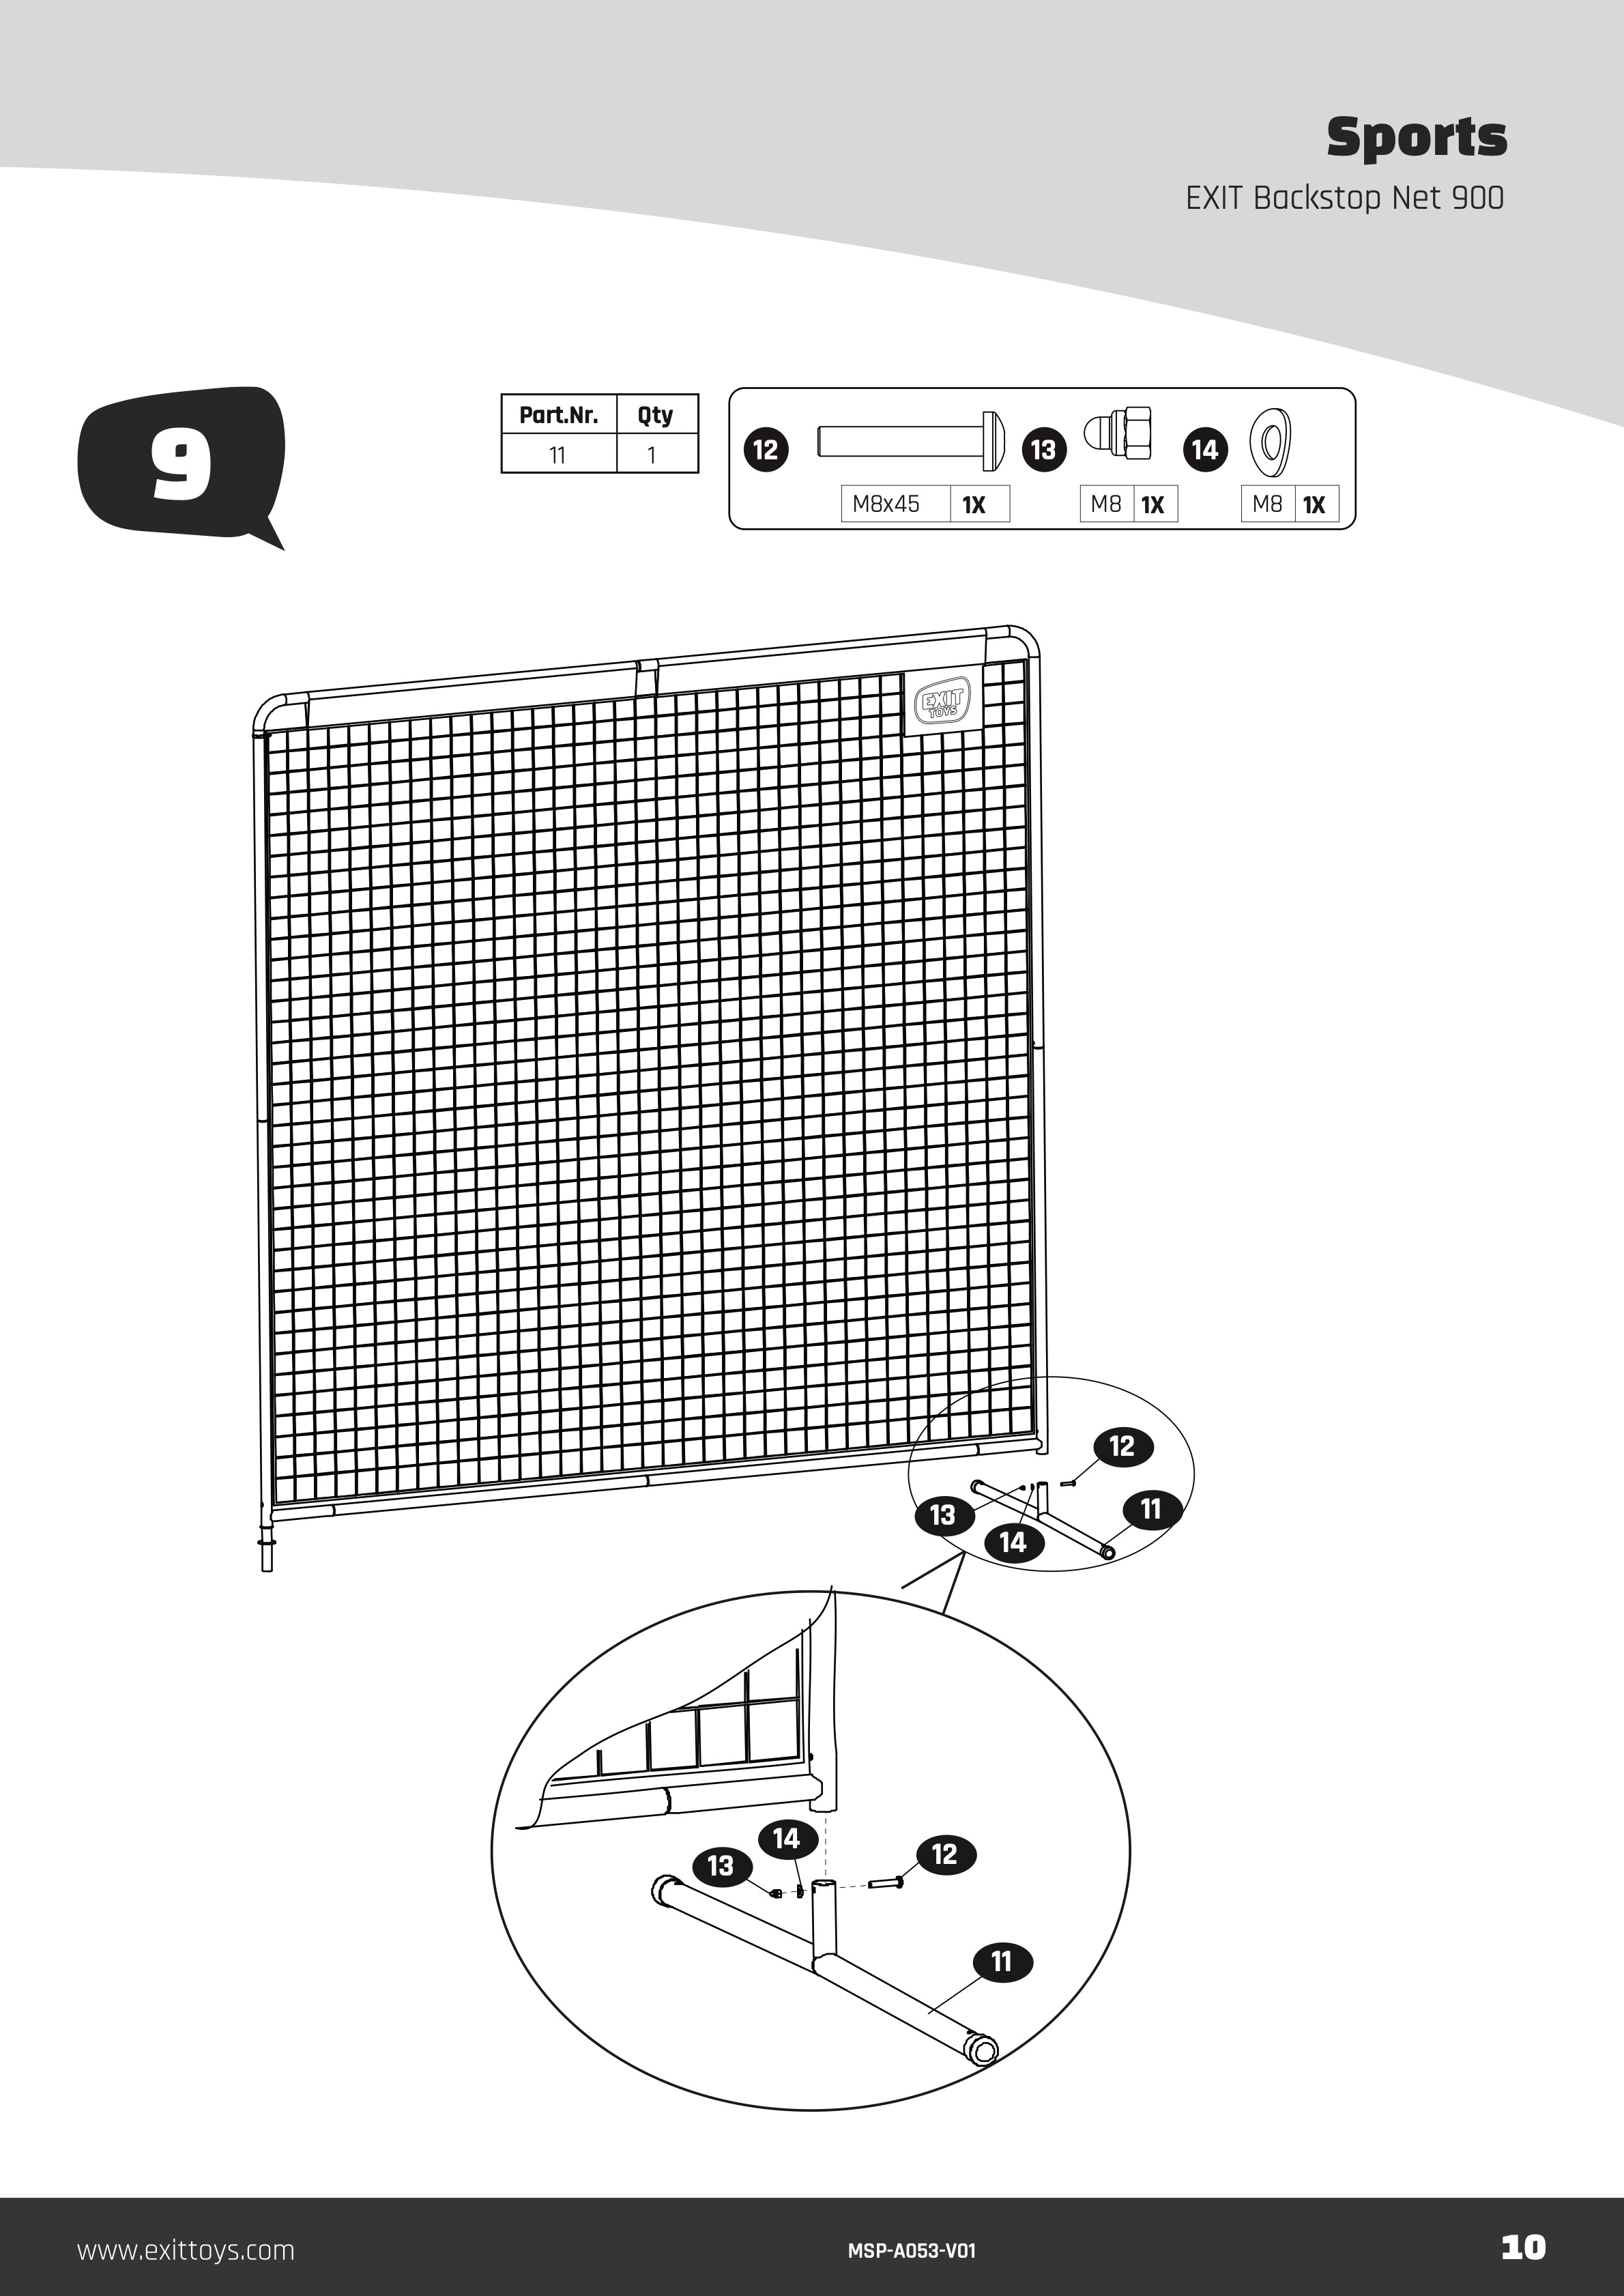 Sports
EXIT Backstop Net 900
9
Part.Nr. Qty
11 1
12 13 14
M8x45 1X M8 1X M8 1X
EXIT
TOYS
12
11
13
14
14
12
13
11
www.exittoys.com MSP-A053-V01 10